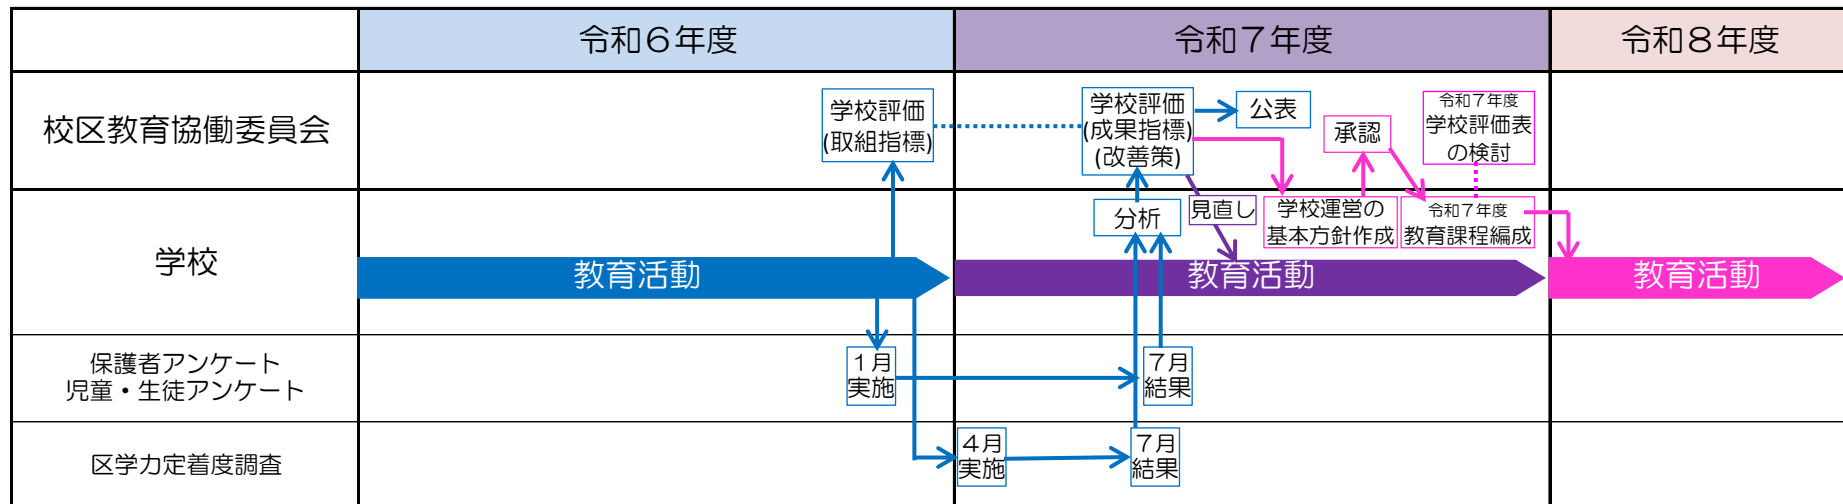 令和６年度
令和７年度
令和８年度
校区教育協働委員会
学校評価
(取組指標)
学校評価
(成果指標)
(改善策)
公表
承認
令和７年度
学校評価表
の検討
学校
分析
見直し
学校運営の
基本方針作成
令和７年度
教育課程編成
教育活動
教育活動
教育活動
保護者アンケート
児童・生徒アンケート
１月
実施
７月
結果
区学力定着度調査
４月
実施
７月
結果